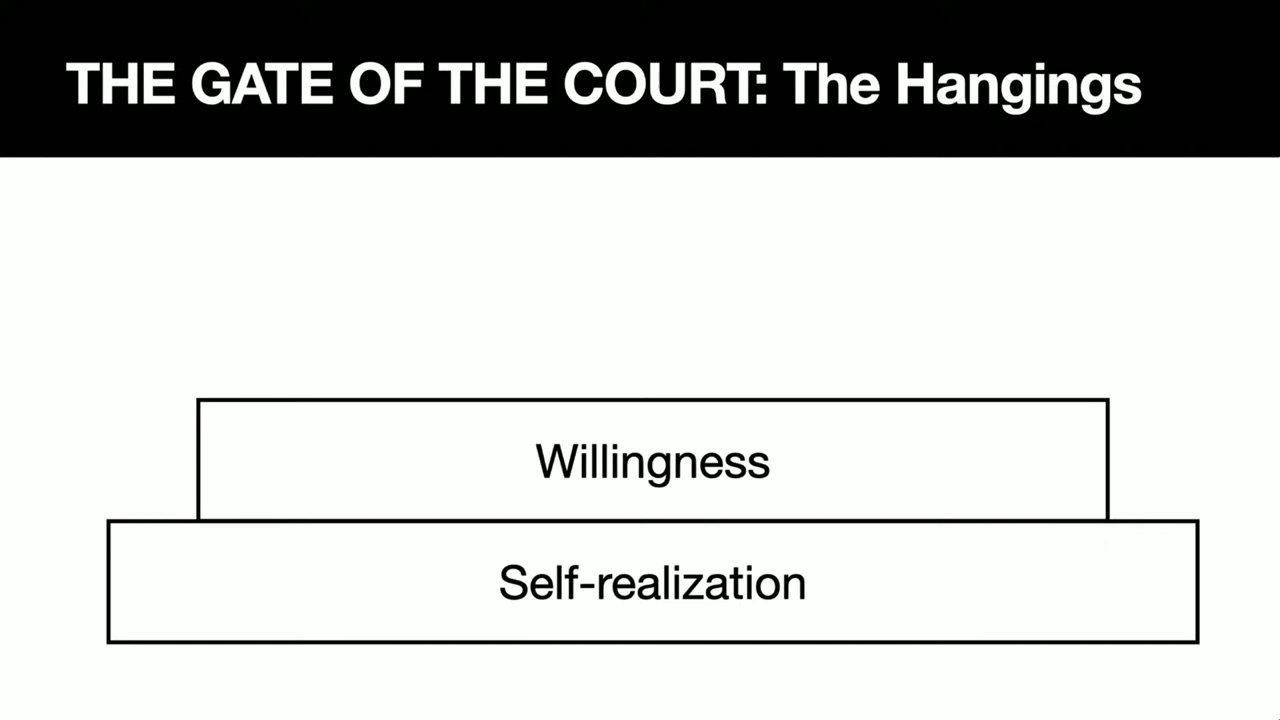 THE GATE OF THE COURT: The Hangings
Willingness
Self-realization